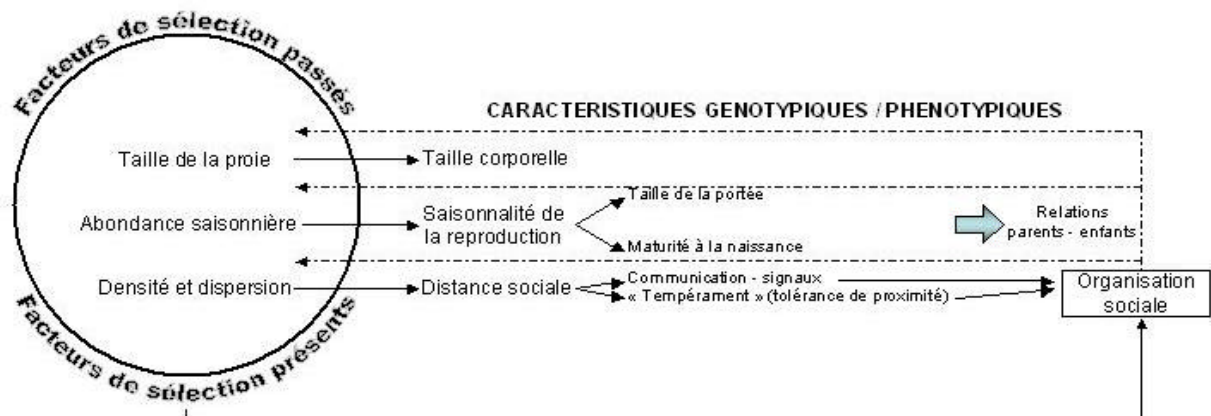 Facteurs de sélection passés
CARACTERISTIQUES GENOTYPIQUES / PHENOTYPIQUES
Taille de la proie
Taille corporelle
Abondance saisonnière
Saisonnalité de
la reproduction
Taille de la portée
Maturité à la naissance
Relations
parents - enfants
Densité et dispersion
Distance sociale
Communication - signaux
« Tempérament » (tolérance de proximité)
Organisation
sociale
Facteurs de sélection présents